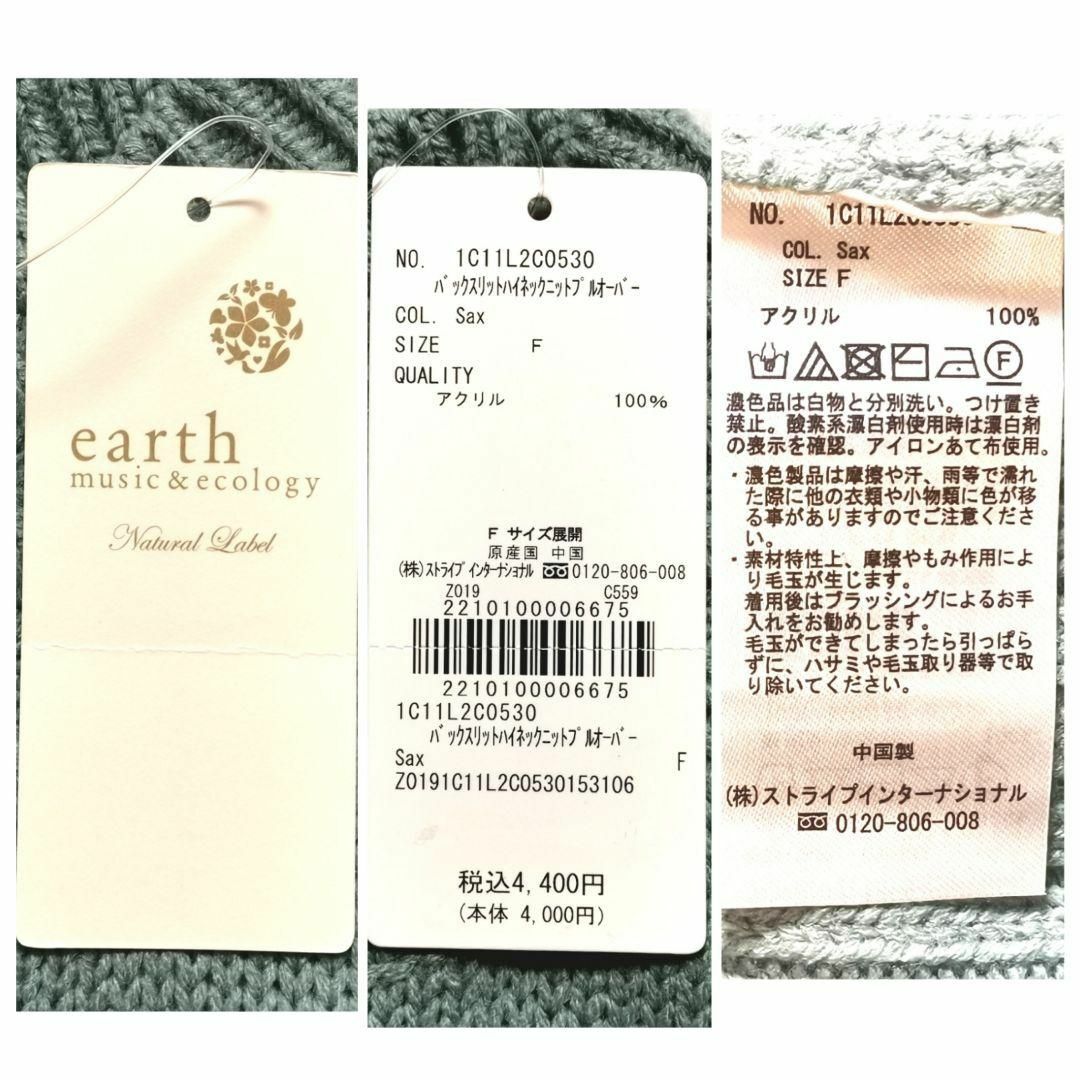 earth
music&ecology
Natural Label
NO. 1C11L2C0530
バックスリットハイネックニットプルオーバー
COL. Sax
SIZE F
QUALITY
アクリル 100%
F サイズ展開
原産国 中国
(株)ストライプインターナショナル 0120-806-008
Z019 C559
2210100006675
2210100006675
1C11L2C0530
バックスリットハイネックニットプルオーバー
Sax F
Z0191C11L2C0530153106
税込4,400円
(本体 4,000円)
NO. 1C11L2C0530
COL. Sax
SIZE F
アクリル 100%
F
濃色品は白物と分別洗い。つけ置き
禁止。酸素系漂白剤使用時は漂白剤
の表示を確認。アイロンあて布使用。
・濃色製品は摩擦や汗、雨等で濡れ
た際に他の衣類や小物類に色が移
る事がありますのでご注意くださ
い。
・素材特性上、摩擦やもみ作用によ
り毛玉が生じます。
着用後はブラッシングによるお手
入れをお勧めします。
毛玉ができてしまったら引っぱら
ずに、ハサミや毛玉取り器等で取
り除いてください。
中国製
(株)ストライプインターナショナル
0120-806-008